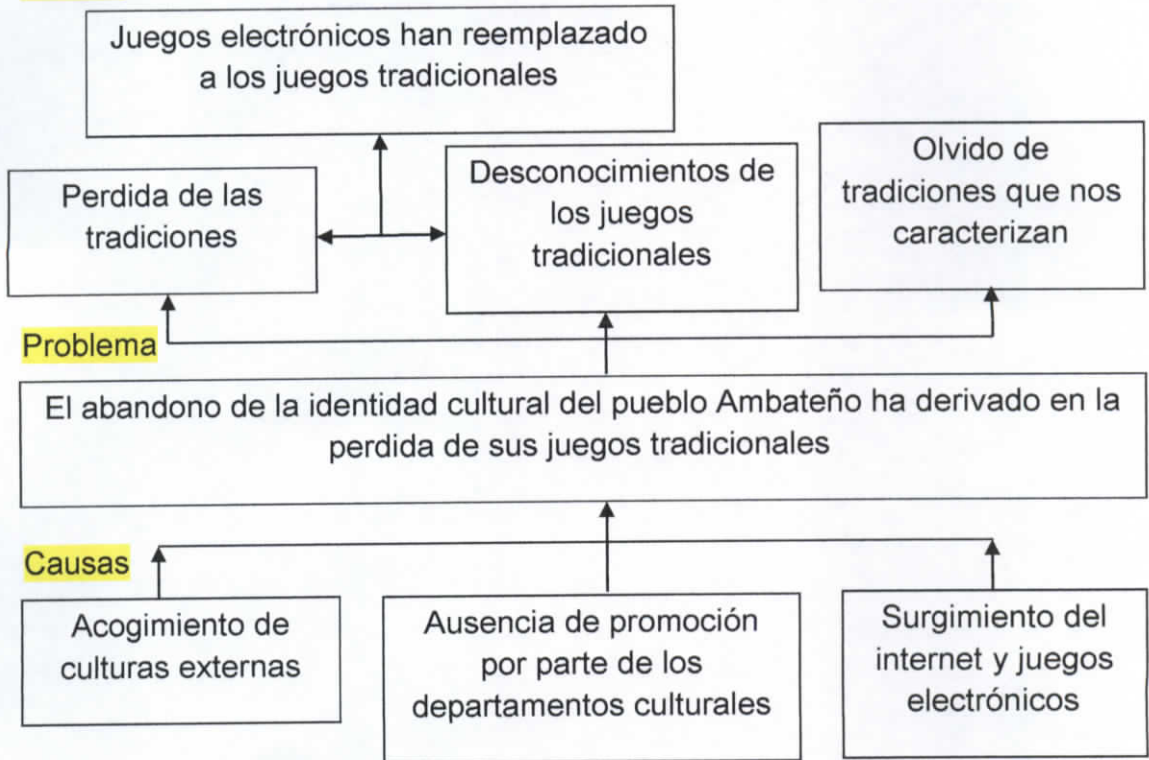 Juegos electrónicos han reemplazado
a los juegos tradicionales
Perdida de las
tradiciones
Desconocimientos de
los juegos
tradicionales
Olvido de
tradiciones que nos
caracterizan
Problema
El abandono de la identidad cultural del pueblo Ambateño ha derivado en la
perdida de sus juegos tradicionales
Causas
Acogimiento de
culturas externas
Ausencia de promoción
por parte de los
departamentos culturales
Surgimiento del
internet y juegos
electrónicos